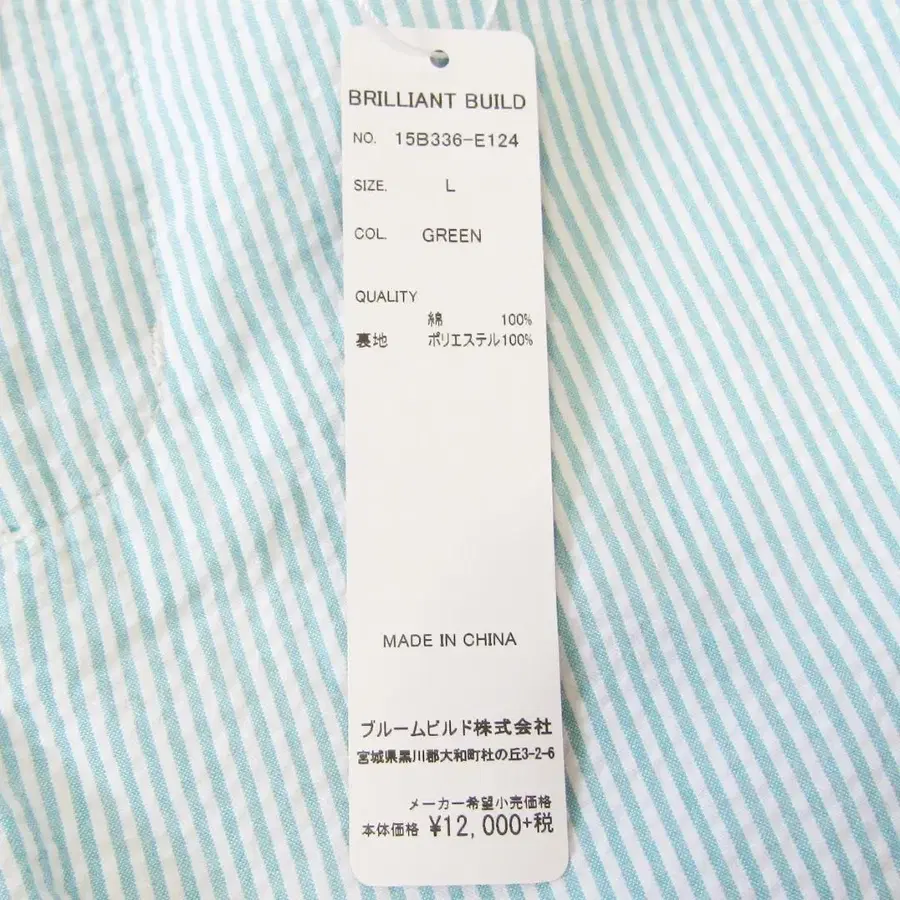 BRILLIANT BUILD
NO. 15B336-E124
SIZE. L
COL. GREEN
QUALITY
綿 100%
裏地 ポリエステル100%
MADE IN CHINA
ブルームビルド株式会社
宮城県黒川郡大和町杜の丘3-2-6
メーカー希望小売価格
本体価格 ¥12,000+税